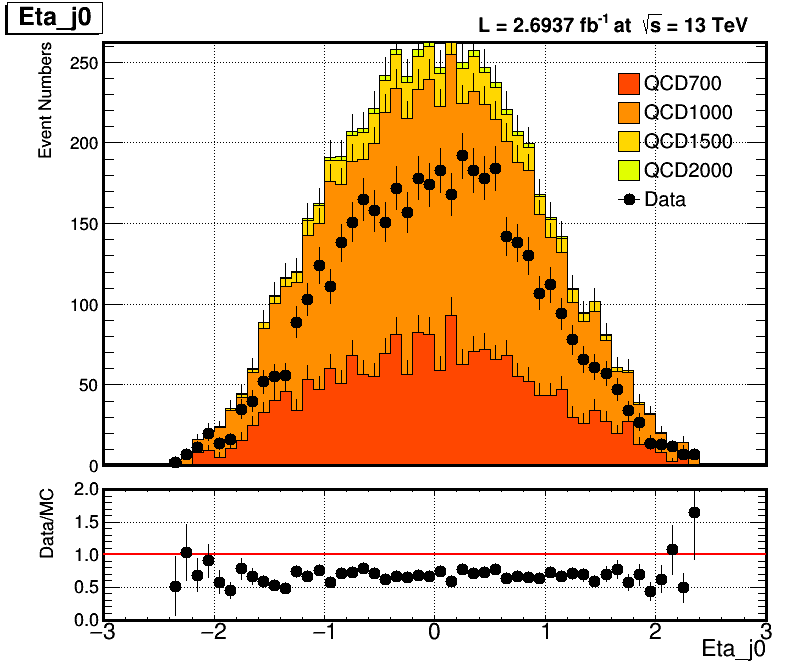 Eta_j0
L = 2.6937 fb⁻¹ at √s = 13 TeV
Event Numbers
250
200
150
100
50
0
QCD700
QCD1000
QCD1500
QCD2000
Data
Data/MC
2.0
1.5
1.0
0.5
0.0
−3 −2 −1 0 1 2 3
Eta_j0